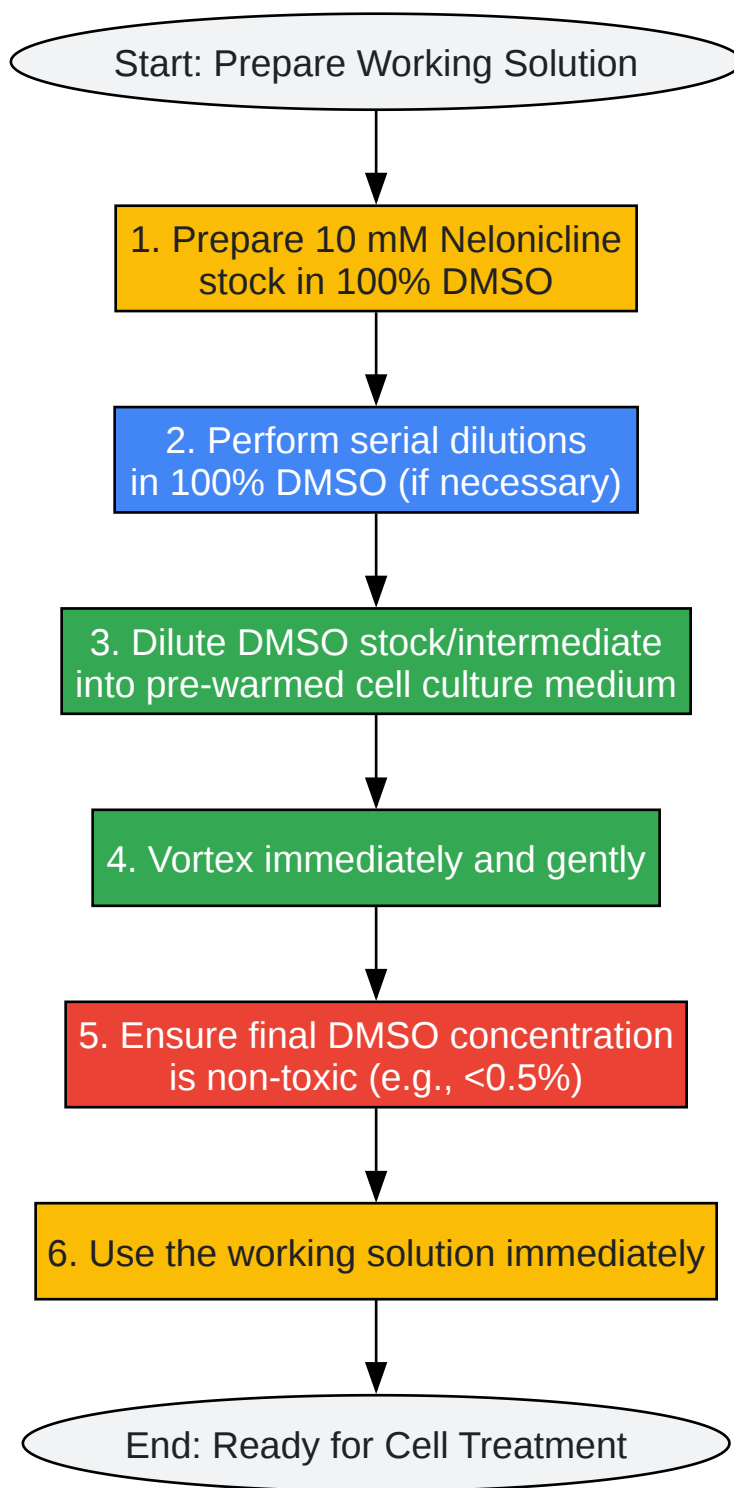 Start: Prepare Working Solution
1. Prepare 10 mM Nelonicline
stock in 100% DMSO
2. Perform serial dilutions
in 100% DMSO (if necessary)
3. Dilute DMSO stock/intermediate
into pre-warmed cell culture medium
4. Vortex immediately and gently
5. Ensure final DMSO concentration
is non-toxic (e.g., <0.5%)
6. Use the working solution immediately
End: Ready for Cell Treatment